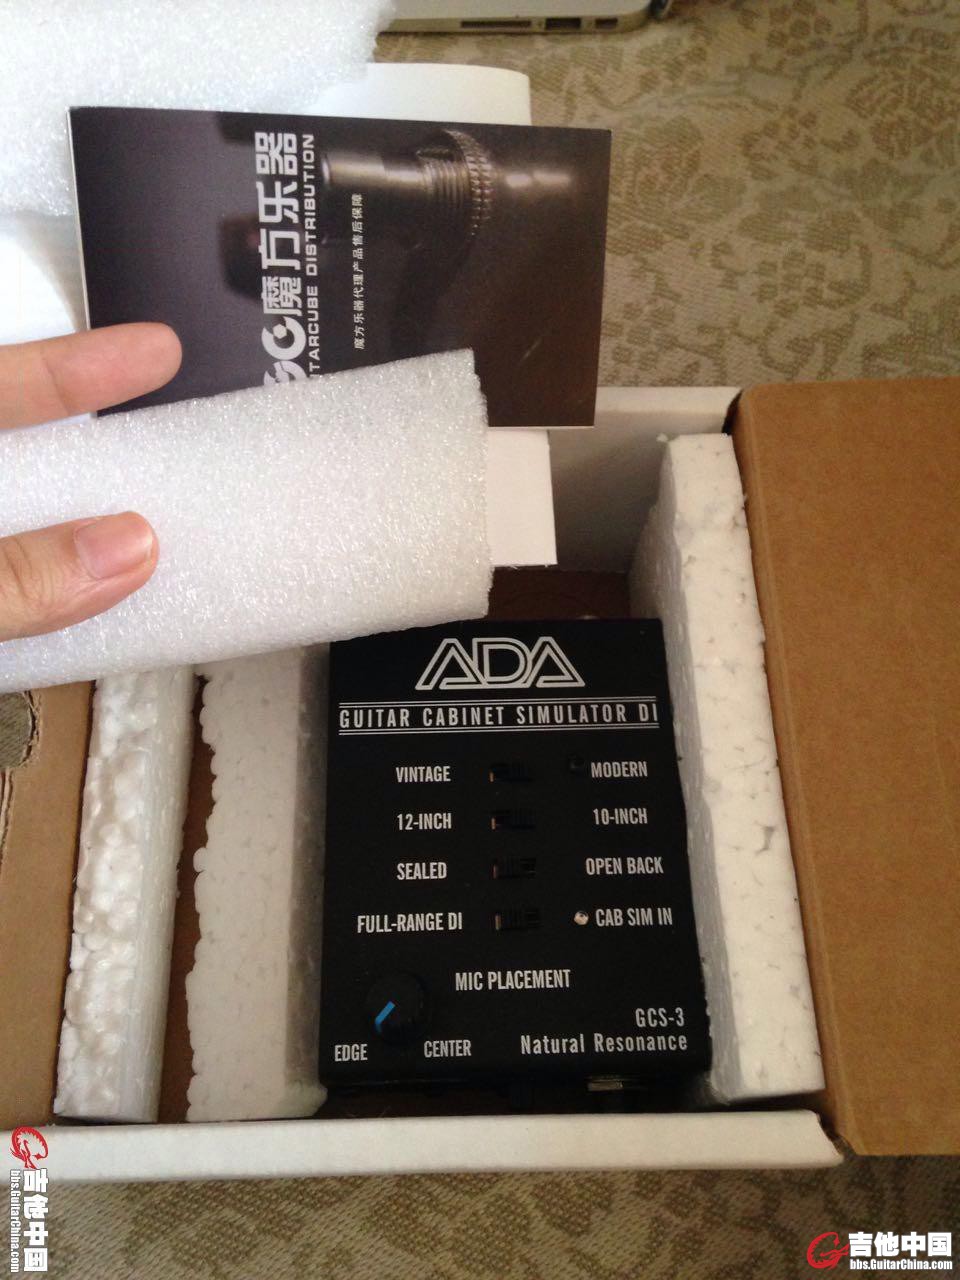 魔方乐器
ITARCUBE DISTRIBUTION
魔方乐器代理产品售后保障
ADA
GUITAR CABINET SIMULATOR DI
VINTAGE MODERN
12-INCH 10-INCH
SEALED OPEN BACK
FULL-RANGE DI CAB SIM IN
MIC PLACEMENT
EDGE CENTER
GCS-3
Natural Resonance
吉他中国
bbs.GuitarChina.com
吉他中国
bbs.GuitarChina.com